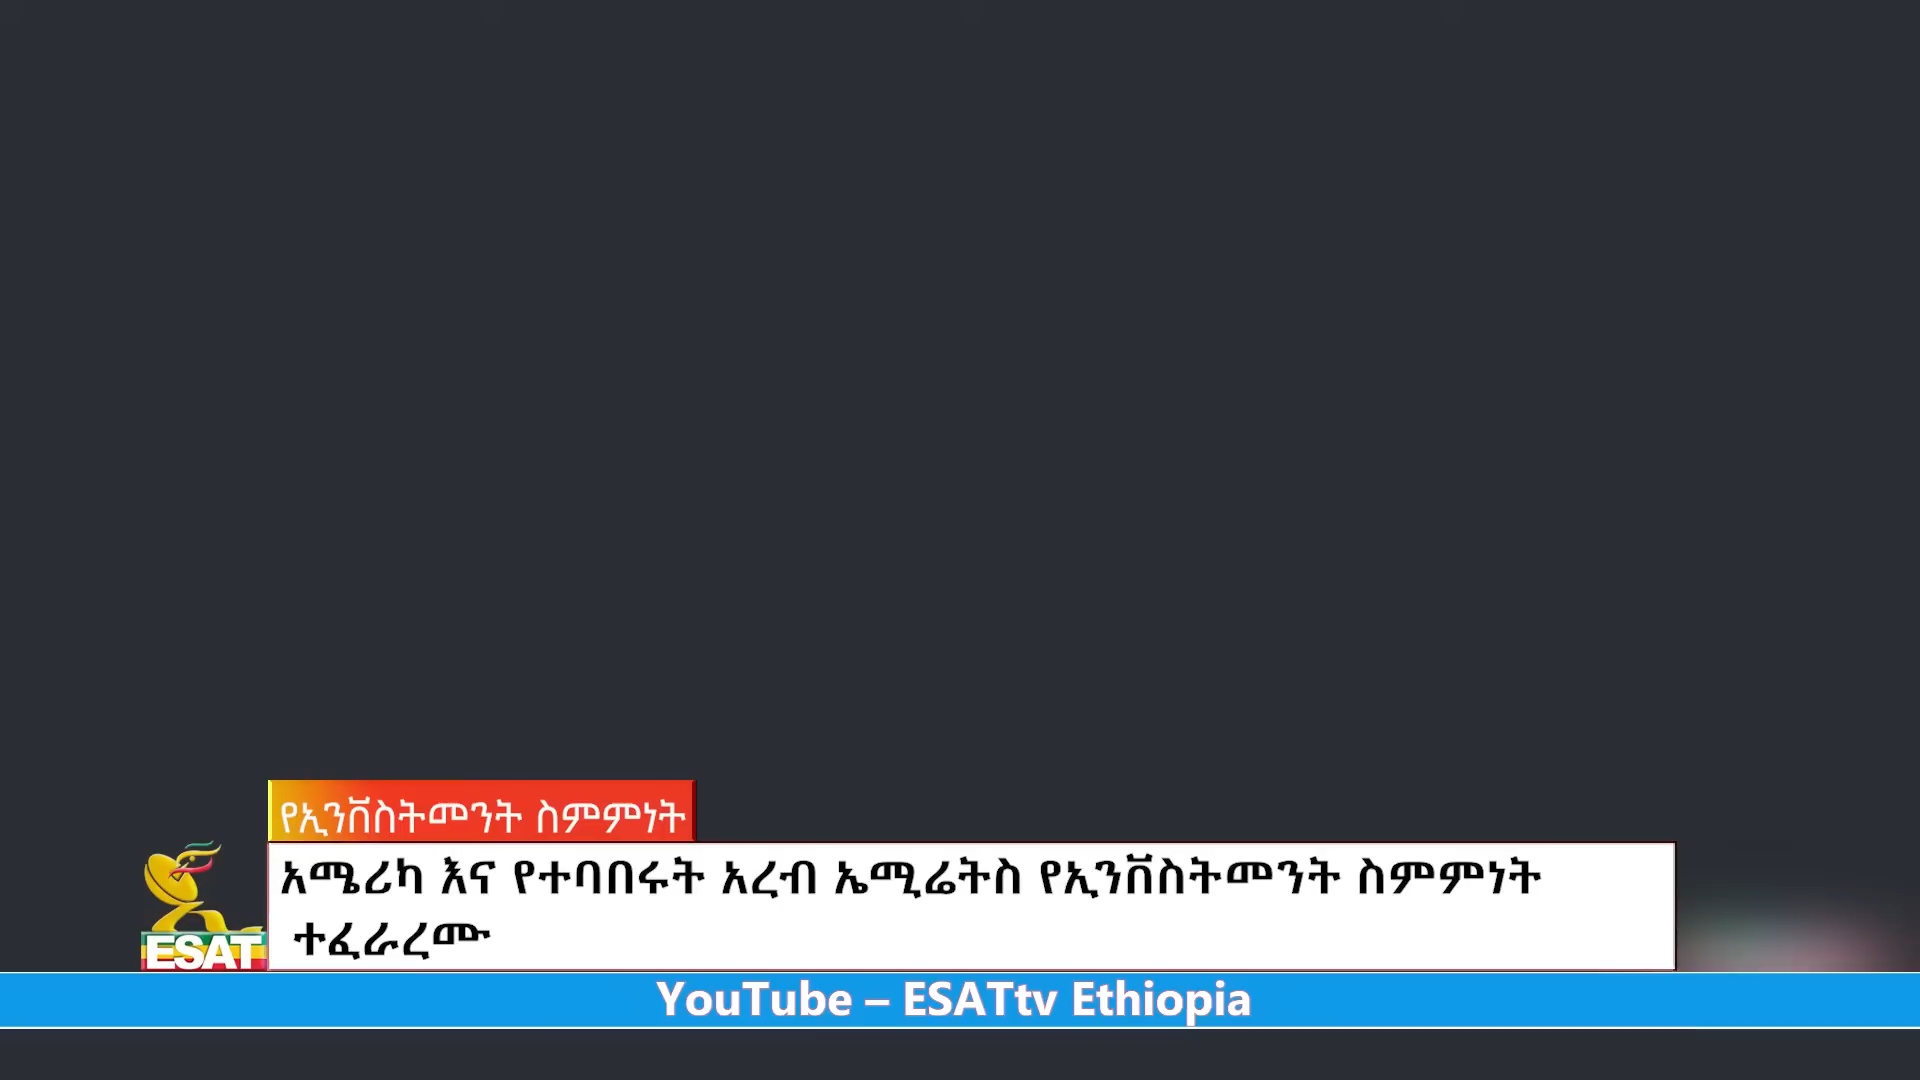 የኢንቨስትመንት ስምምነት
አሜሪካ እና የተባበሩት አረብ ኤሚሬትስ የኢንቨስትመንት ስምምነት
ተፈራረሙ
ESAT
YouTube – ESATtv Ethiopia